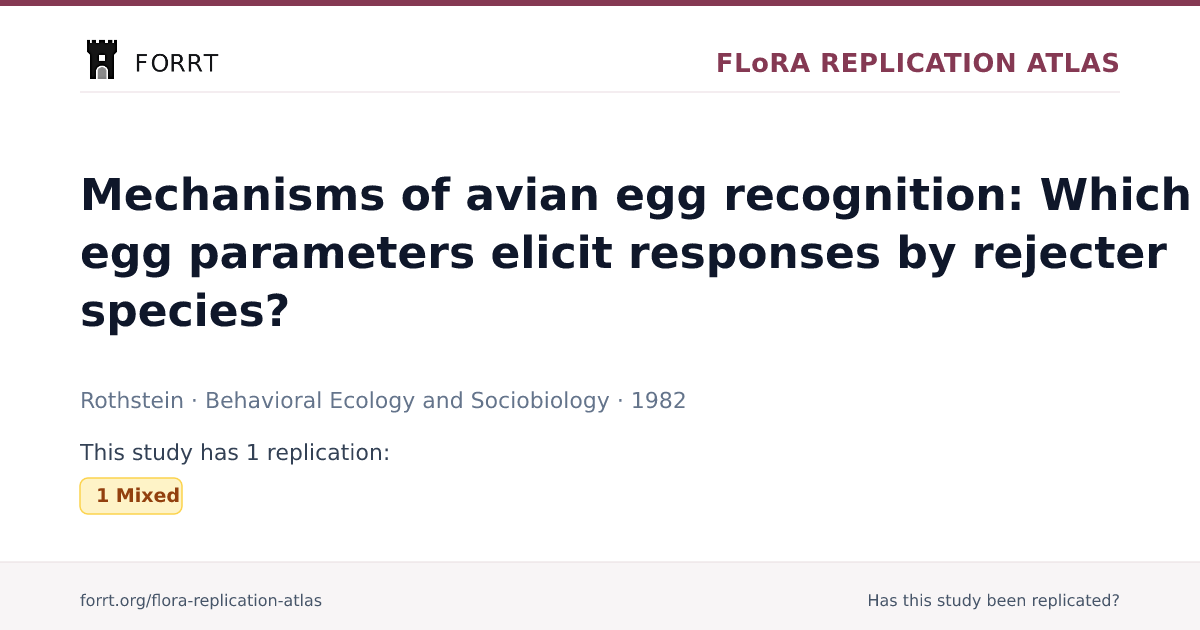 FORRT
FLoRA REPLICATION ATLAS
Mechanisms of avian egg recognition: Which
egg parameters elicit responses by rejecter
species?
Rothstein · Behavioral Ecology and Sociobiology · 1982
This study has 1 replication:
1 Mixed
forrt.org/flora-replication-atlas
Has this study been replicated?